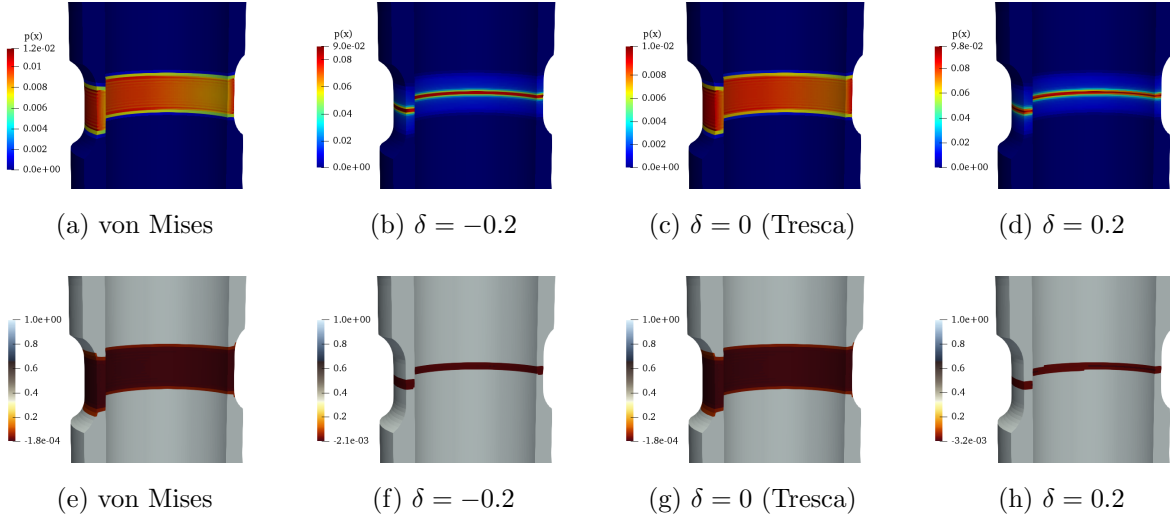 p(x)
1.2e-02
0.01
0.008
0.006
0.004
0.002
0.0e+00
p(x)
9.0e-02
0.08
0.06
0.04
0.02
0.0e+00
p(x)
1.0e-02
0.008
0.006
0.004
0.002
0.0e+00
p(x)
9.8e-02
0.08
0.06
0.04
0.02
0.0e+00
(a) von Mises
(b) δ = −0.2
(c) δ = 0 (Tresca)
(d) δ = 0.2
1.0e+00
0.8
0.6
0.4
0.2
-1.8e-04
1.0e+00
0.8
0.6
0.4
0.2
-2.1e-03
1.0e+00
0.8
0.6
0.4
0.2
-1.8e-04
1.0e+00
0.8
0.6
0.4
0.2
-3.2e-03
(e) von Mises
(f) δ = −0.2
(g) δ = 0 (Tresca)
(h) δ = 0.2